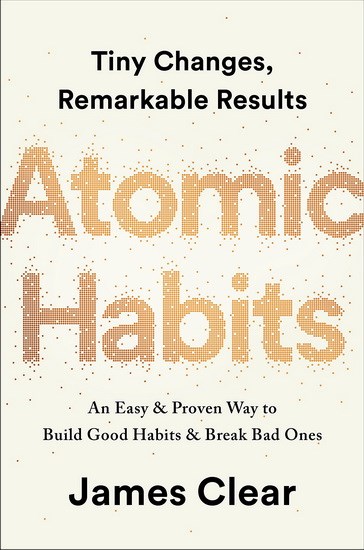 Tiny Changes,
Remarkable Results
Atomic
Habits
An Easy & Proven Way to
Build Good Habits & Break Bad Ones
James Clear